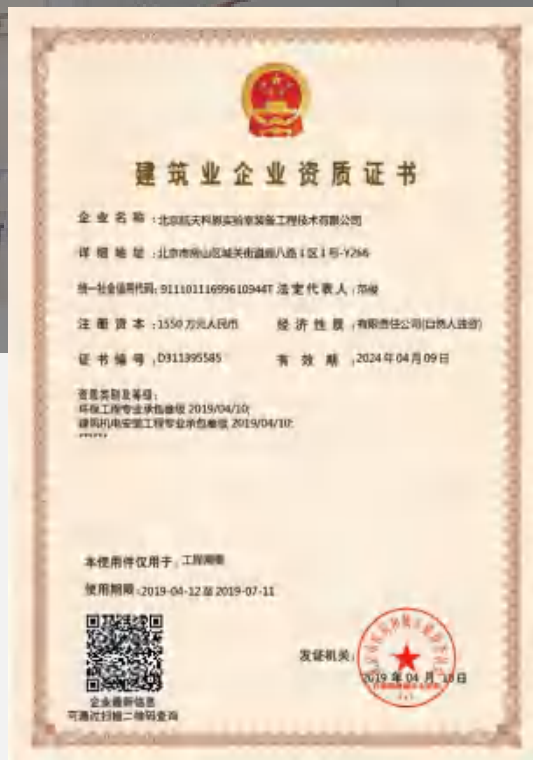 建筑业企业资质证书
企业名称：北京航天科恩实验室装备工程技术有限公司
详细地址：北京市房山区城关街道顾八路1区1号-Y266
统一社会信用代码：91110111699610944T 法定代表人：范俊
注册资本：1550万元人民币 经济性质：有限责任公司(自然人独资)
证书编号：D311395585 有效期：2024年04月09日
资质类别及等级：
环保工程专业承包叁级 2019/04/10;
建筑机电安装工程专业承包叁级 2019/04/10;
******
本使用件仅用于：工程
使用期限：2019-04-12至2019-07-11
发证机关：
2019年04月10日
企业最新信息
可通过扫描二维码查询